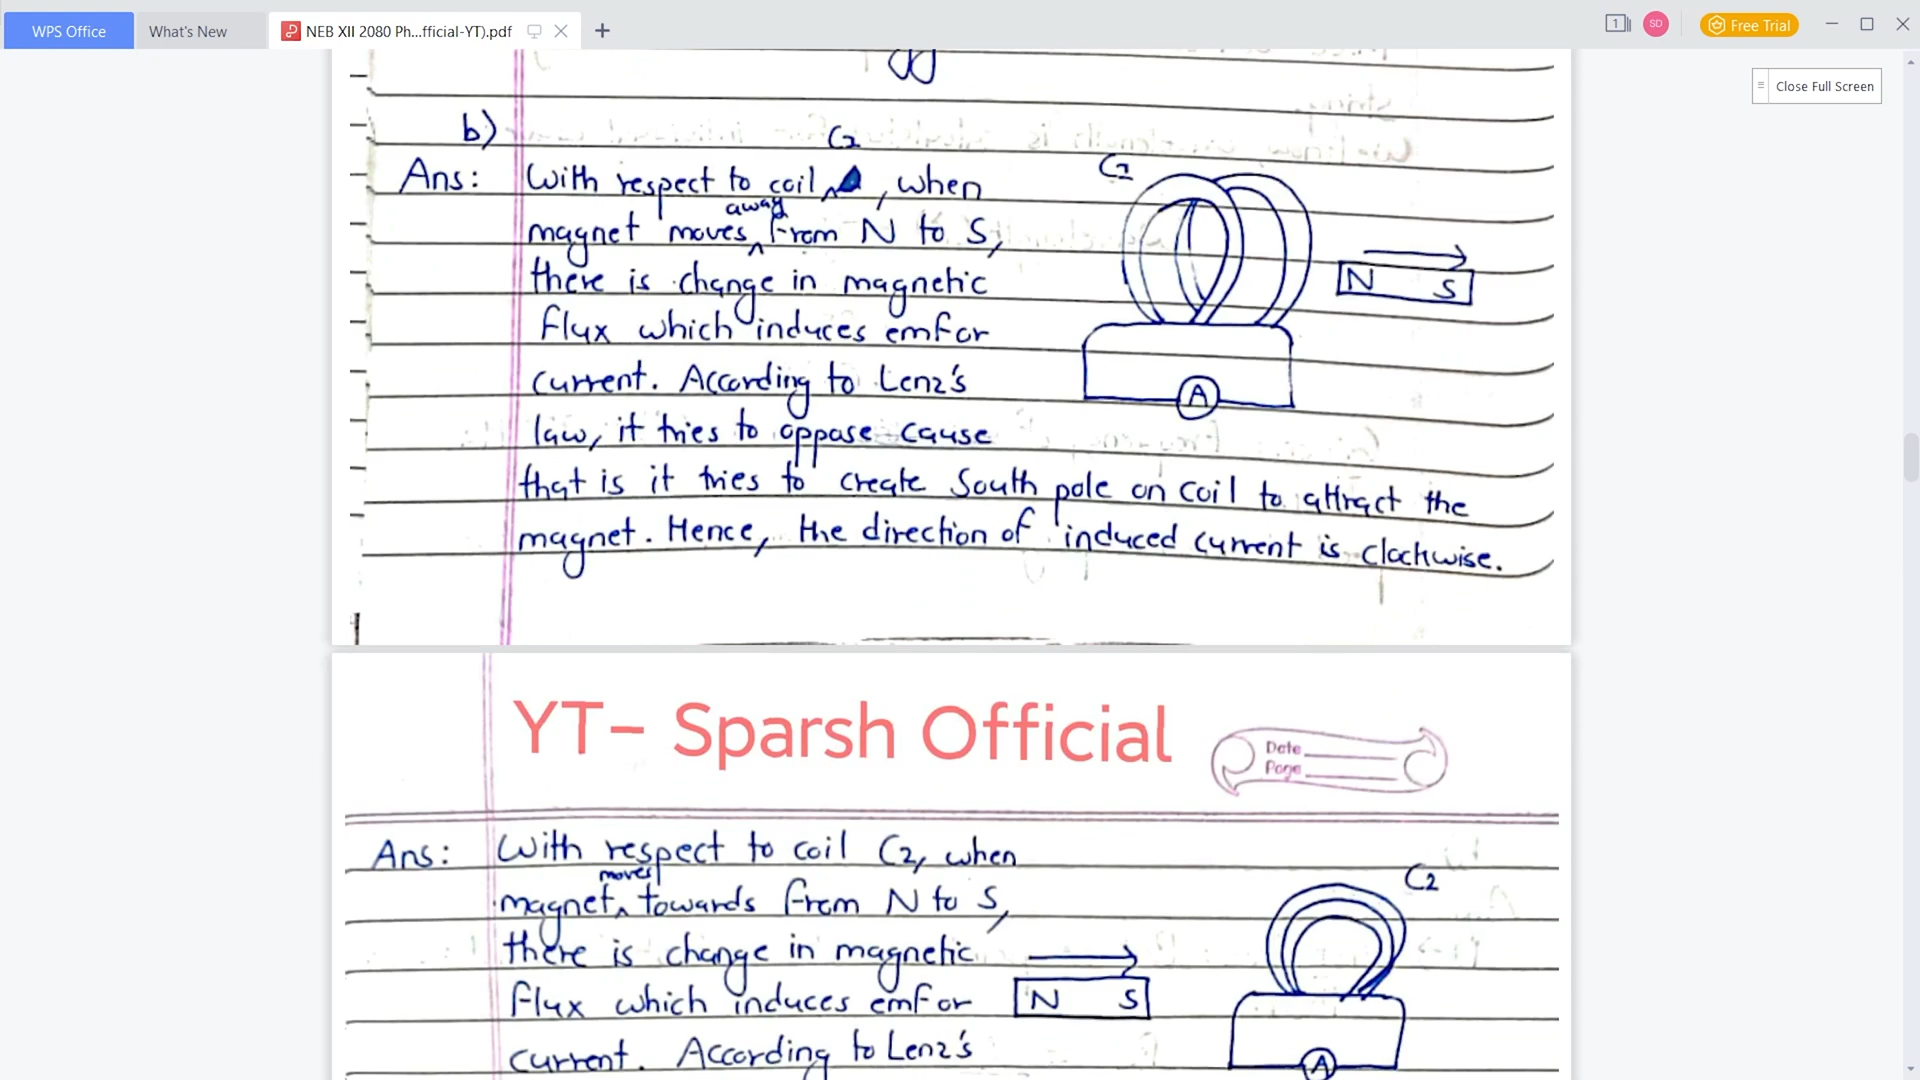 WPS Office
What's New
NEB XII 2080 Ph...fficial-YT).pdf
1
SD
Free Trial
Close Full Screen
b)
C2
C2
Ans: With respect to coil , when
away
magnet moves from N to S,
there is change in magnetic
N S
flux which induces emf or
current. According to Lenz's
A
law, it tries to oppose cause
that is it tries to create South pole on coil to attract the
magnet. Hence, the direction of induced current is clockwise.
YT- Sparsh Official
Date
Page
Ans: With respect to coil C2, when
C2
moves
magnet towards from N to S,
there is change in magnetic
flux which induces emf or
N S
current. According to Lenz's
A